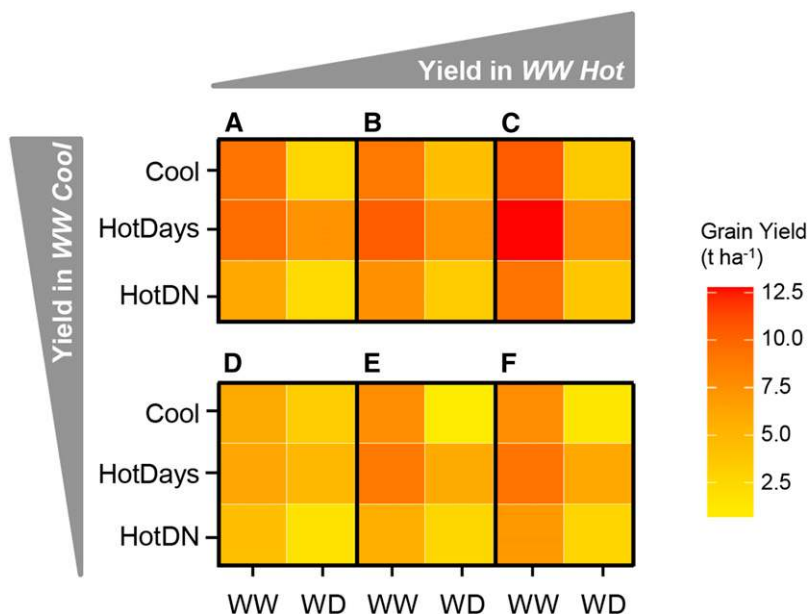 Yield in WW Hot
Yield in WW Cool
A B C
Cool
HotDays
HotDN
D E F
Cool
HotDays
HotDN
WW WD WW WD WW WD
Grain Yield
(t ha⁻¹)
12.5
10.0
7.5
5.0
2.5